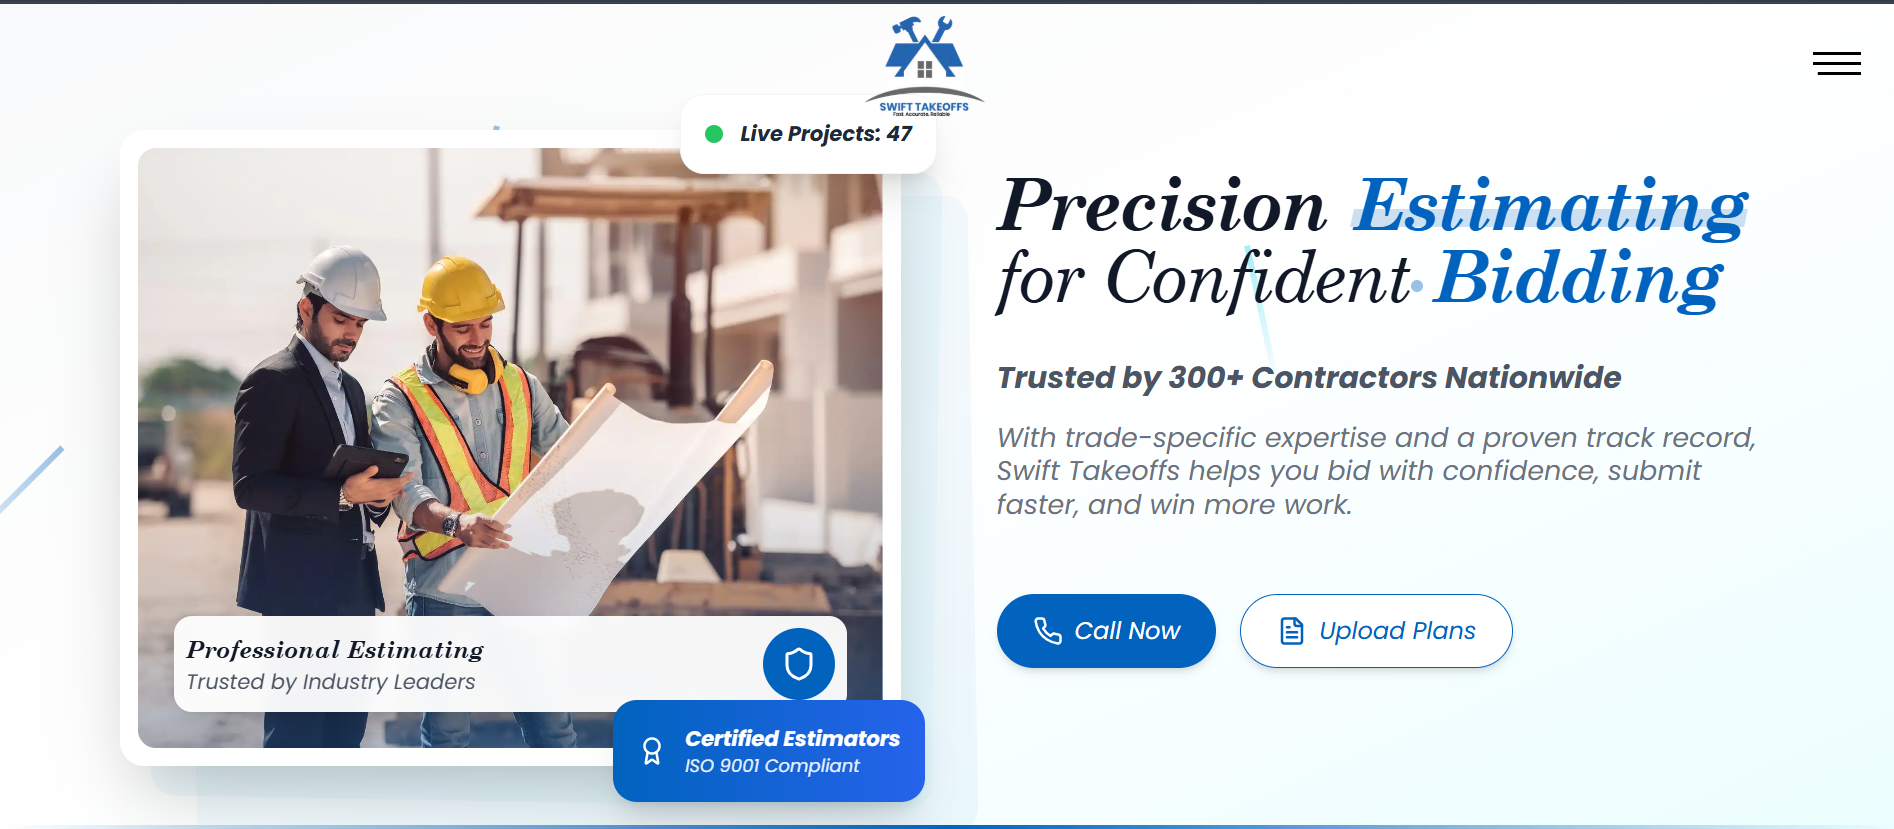 SWIFT TAKEOFFS
Fast. Accurate. Reliable
Live Projects: 47
Precision Estimating
for Confident Bidding
Trusted by 300+ Contractors Nationwide
With trade-specific expertise and a proven track record,
Swift Takeoffs helps you bid with confidence, submit
faster, and win more work.
Call Now
Upload Plans
Professional Estimating
Trusted by Industry Leaders
Certified Estimators
ISO 9001 Compliant